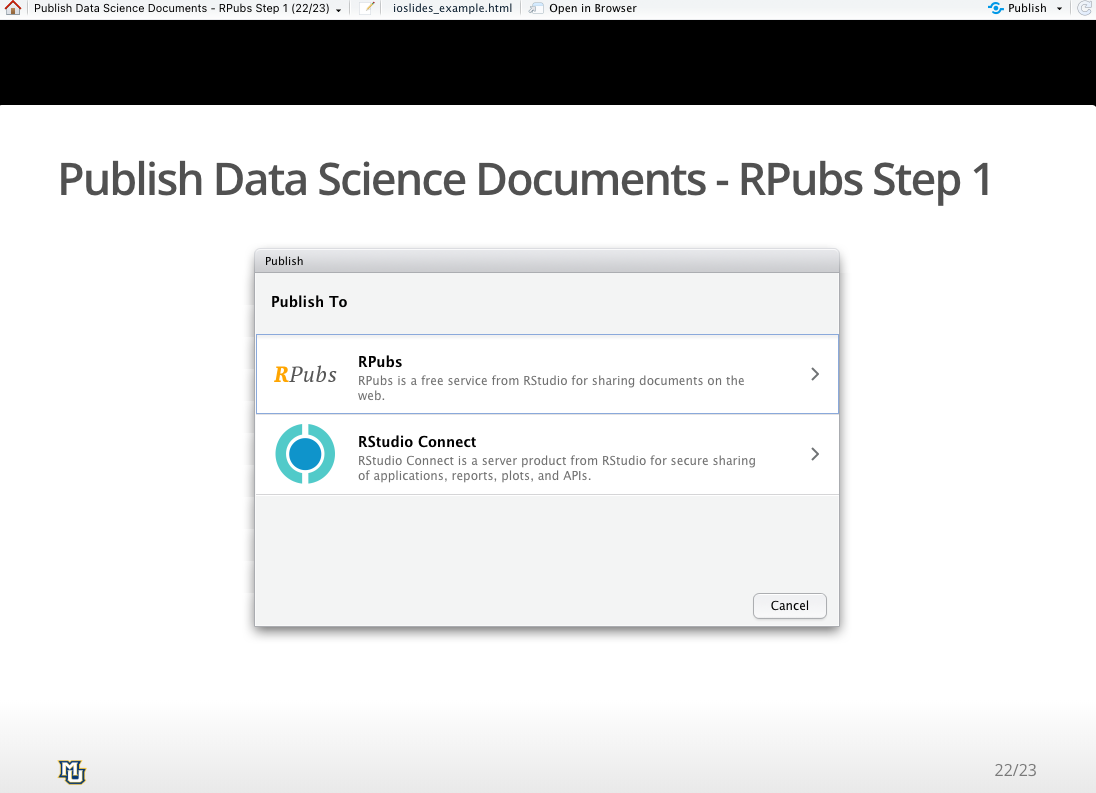 Publish Data Science Documents - RPubs Step 1 (22/23)
ioslides_example.html
Open in Browser
Publish
Publish Data Science Documents - RPubs Step 1
Publish
Publish To
RPubs
RPubs
RPubs is a free service from RStudio for sharing documents on the
web.
RStudio Connect
RStudio Connect is a server product from RStudio for secure sharing
of applications, reports, plots, and APIs.
Cancel
MU
22/23